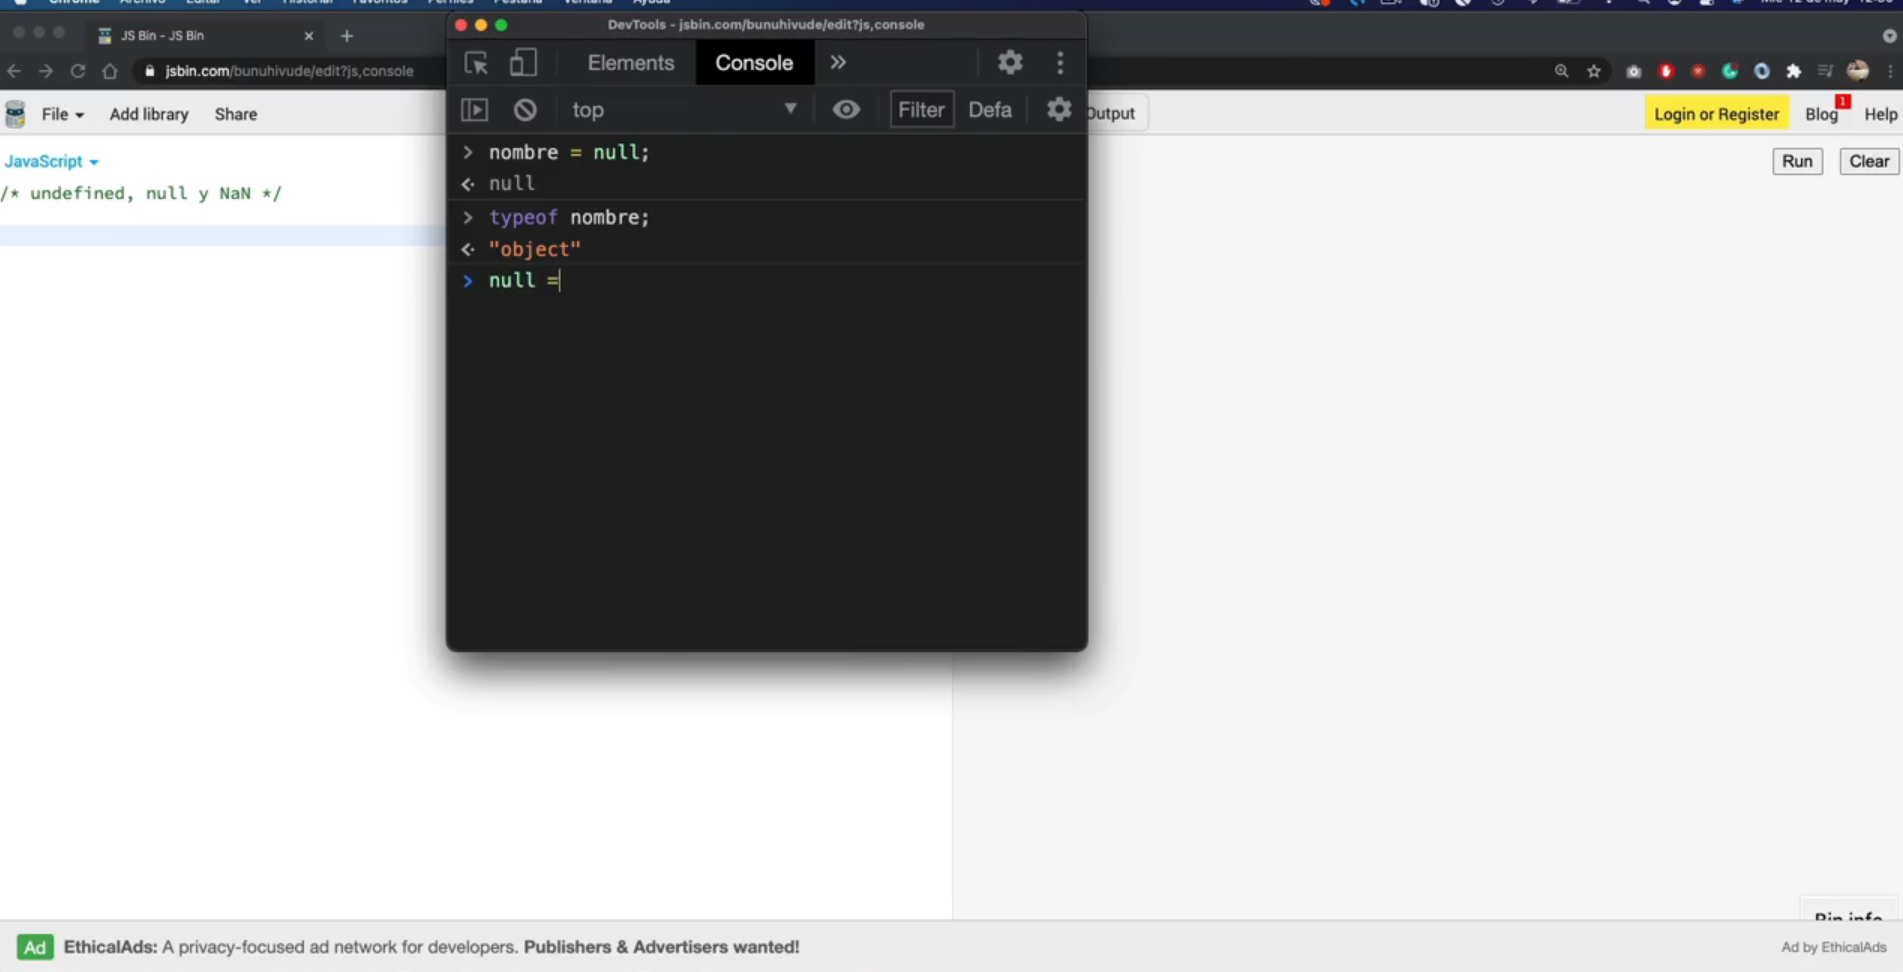 DevTools - jsbin.com/bunuhivude/edit?js,console
JS Bin - JS Bin
Elements
Console
jsbin.com/bunuhivude/edit?js,console
top
Filter
Defa
File
Add library
Share
Output
Login or Register
Blog
1
Help
JavaScript
Run
Clear
/* undefined, null y NaN */
> nombre = null;
null
> typeof nombre;
"object"
> null =
Ad
EthicalAds: A privacy-focused ad network for developers. Publishers & Advertisers wanted!
Ad by EthicalAds